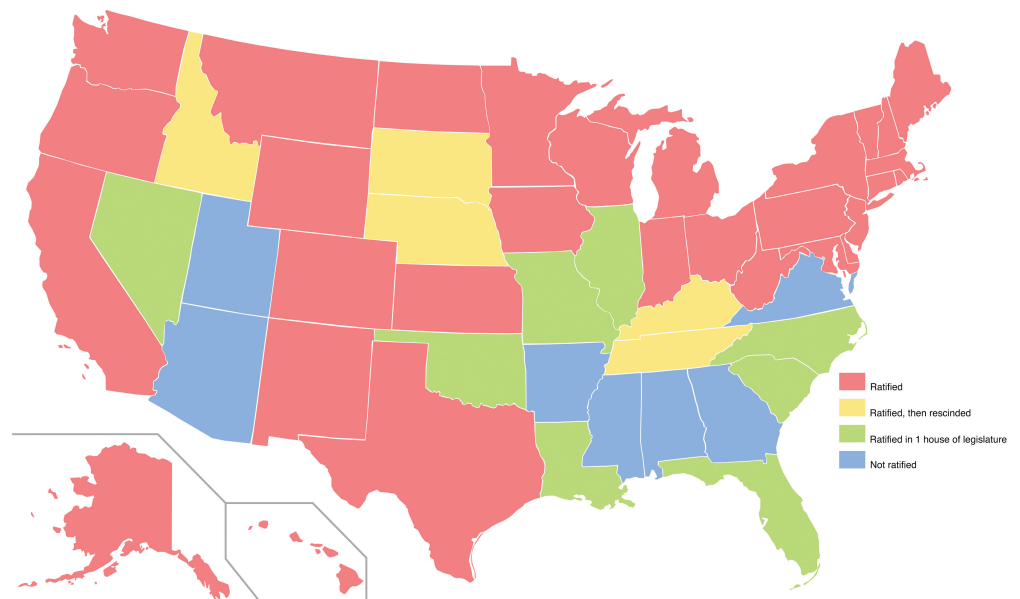 Ratified
Ratified, then rescinded
Ratified in 1 house of legislature
Not ratified